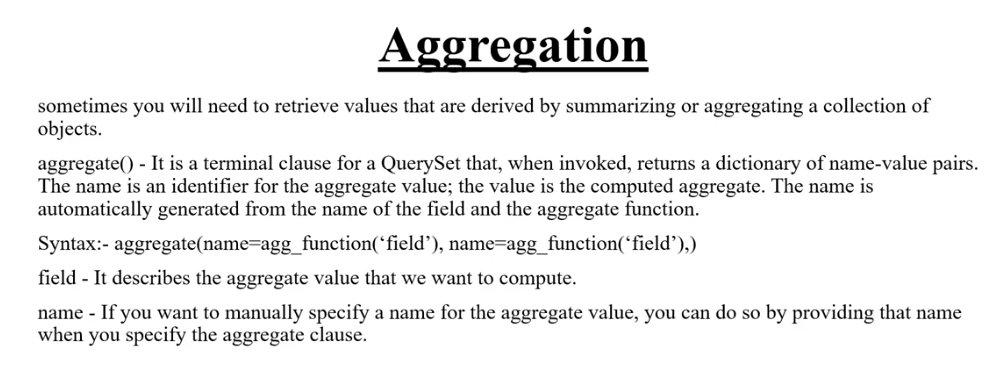 Aggregation
sometimes you will need to retrieve values that are derived by summarizing or aggregating a collection of
objects.
aggregate() - It is a terminal clause for a QuerySet that, when invoked, returns a dictionary of name-value pairs.
The name is an identifier for the aggregate value; the value is the computed aggregate. The name is
automatically generated from the name of the field and the aggregate function.
Syntax:- aggregate(name=agg_function(‘field’), name=agg_function(‘field’),)
field - It describes the aggregate value that we want to compute.
name - If you want to manually specify a name for the aggregate value, you can do so by providing that name
when you specify the aggregate clause.